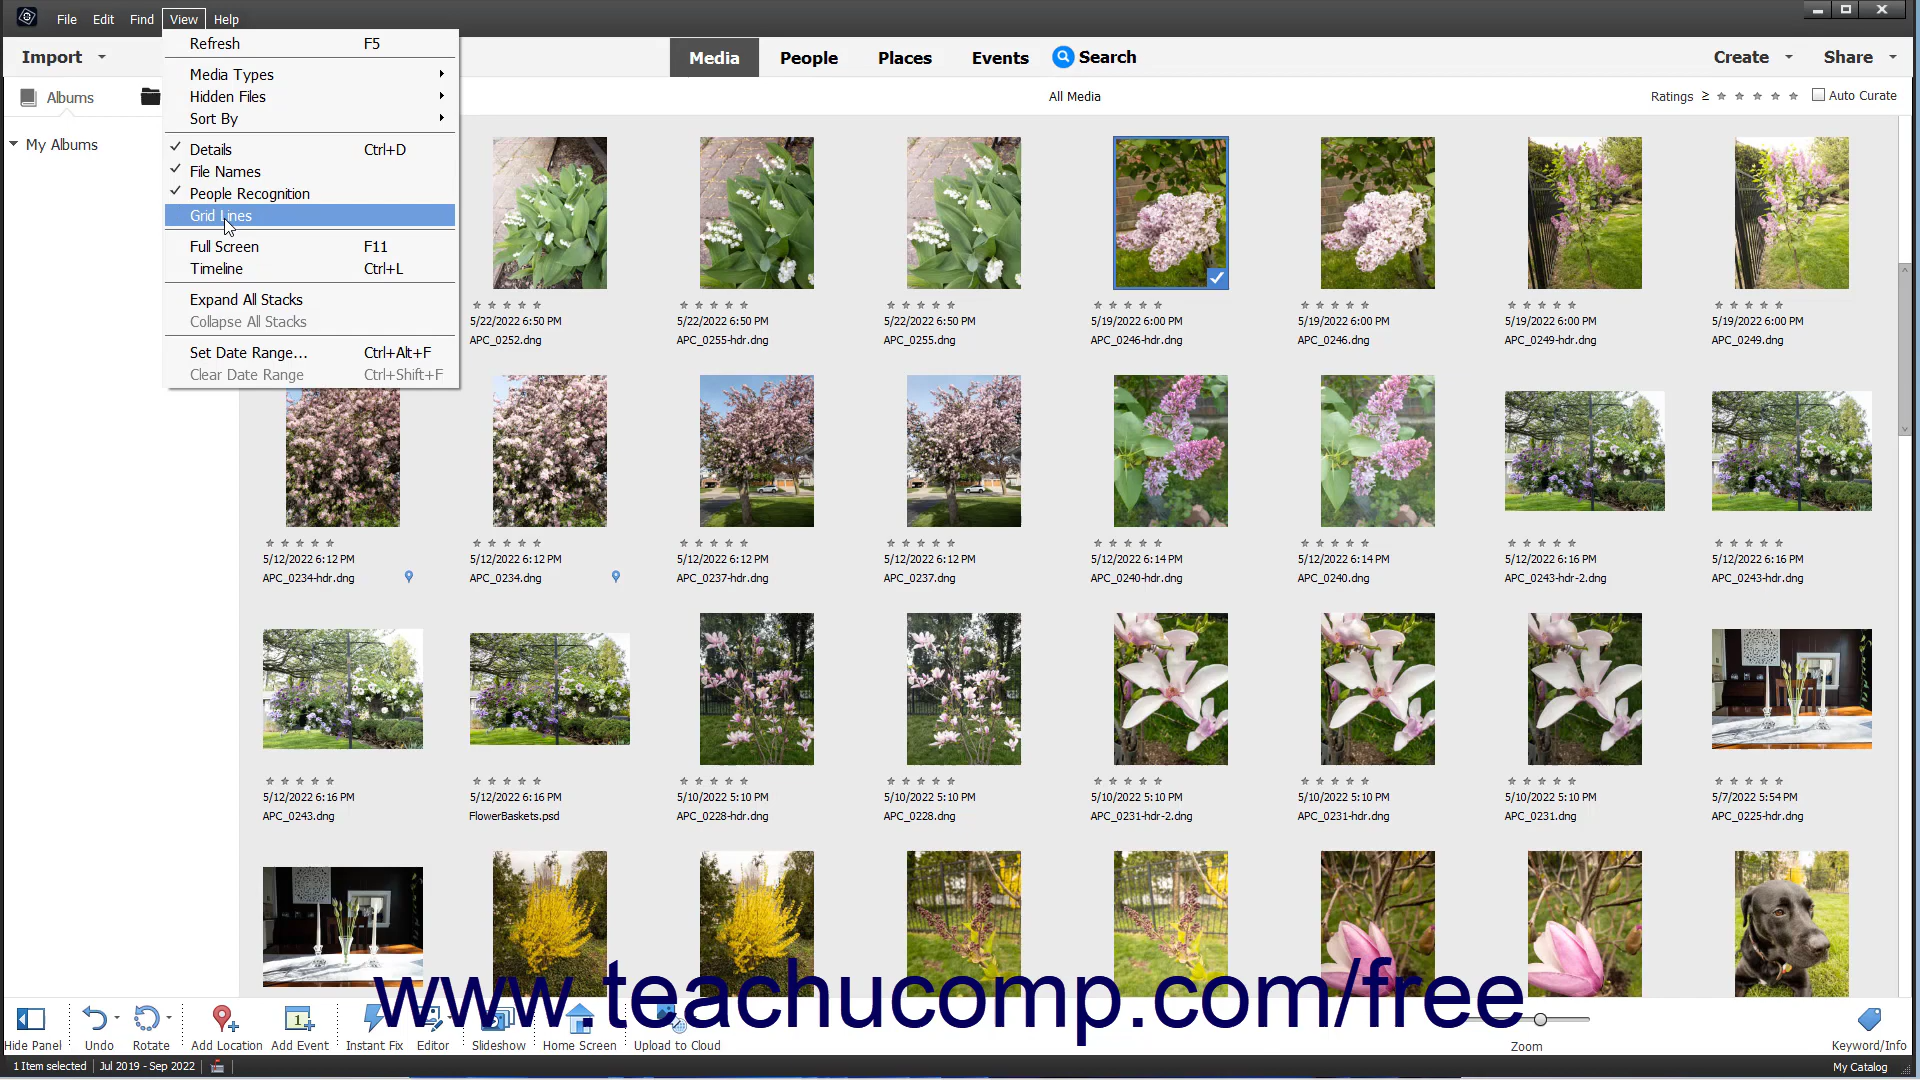 File Edit Find View Help
Import
Media People Places Events Search
Create Share
Refresh F5
Media Types
Hidden Files
Sort By
Details Ctrl+D
File Names
People Recognition
Grid Lines
Full Screen F11
Timeline Ctrl+L
Expand All Stacks
Collapse All Stacks
Set Date Range... Ctrl+Alt+F
Clear Date Range Ctrl+Shift+F
Albums
My Albums
All Media
Ratings ≥
Auto Curate
5/22/2022 6:50 PM 5/22/2022 6:50 PM 5/22/2022 6:50 PM 5/19/2022 6:00 PM 5/19/2022 6:00 PM 5/19/2022 6:00 PM 5/19/2022 6:00 PM
APC_0252.dng APC_0255-hdr.dng APC_0255.dng APC_0246-hdr.dng APC_0246.dng APC_0249-hdr.dng APC_0249.dng
5/12/2022 6:12 PM 5/12/2022 6:12 PM 5/12/2022 6:12 PM 5/12/2022 6:12 PM 5/12/2022 6:14 PM 5/12/2022 6:14 PM 5/12/2022 6:16 PM 5/12/2022 6:16 PM
APC_0234-hdr.dng APC_0234.dng APC_0237-hdr.dng APC_0237.dng APC_0240-hdr.dng APC_0240.dng APC_0243-hdr-2.dng APC_0243-hdr.dng
5/12/2022 6:16 PM 5/12/2022 6:16 PM 5/10/2022 5:10 PM 5/10/2022 5:10 PM 5/10/2022 5:10 PM 5/10/2022 5:10 PM 5/10/2022 5:10 PM 5/7/2022 5:54 PM
APC_0243.dng FlowerBaskets.psd APC_0228-hdr.dng APC_0228.dng APC_0231-hdr-2.dng APC_0231-hdr.dng APC_0231.dng APC_0225-hdr.dng
www.teachucomp.com/free
Hide Panel Undo Rotate Add Location Add Event Instant Fix Editor Slideshow Home Screen Upload to Cloud Zoom Keyword/Info
1 Item selected Jul 2019 - Sep 2022 My Catalog